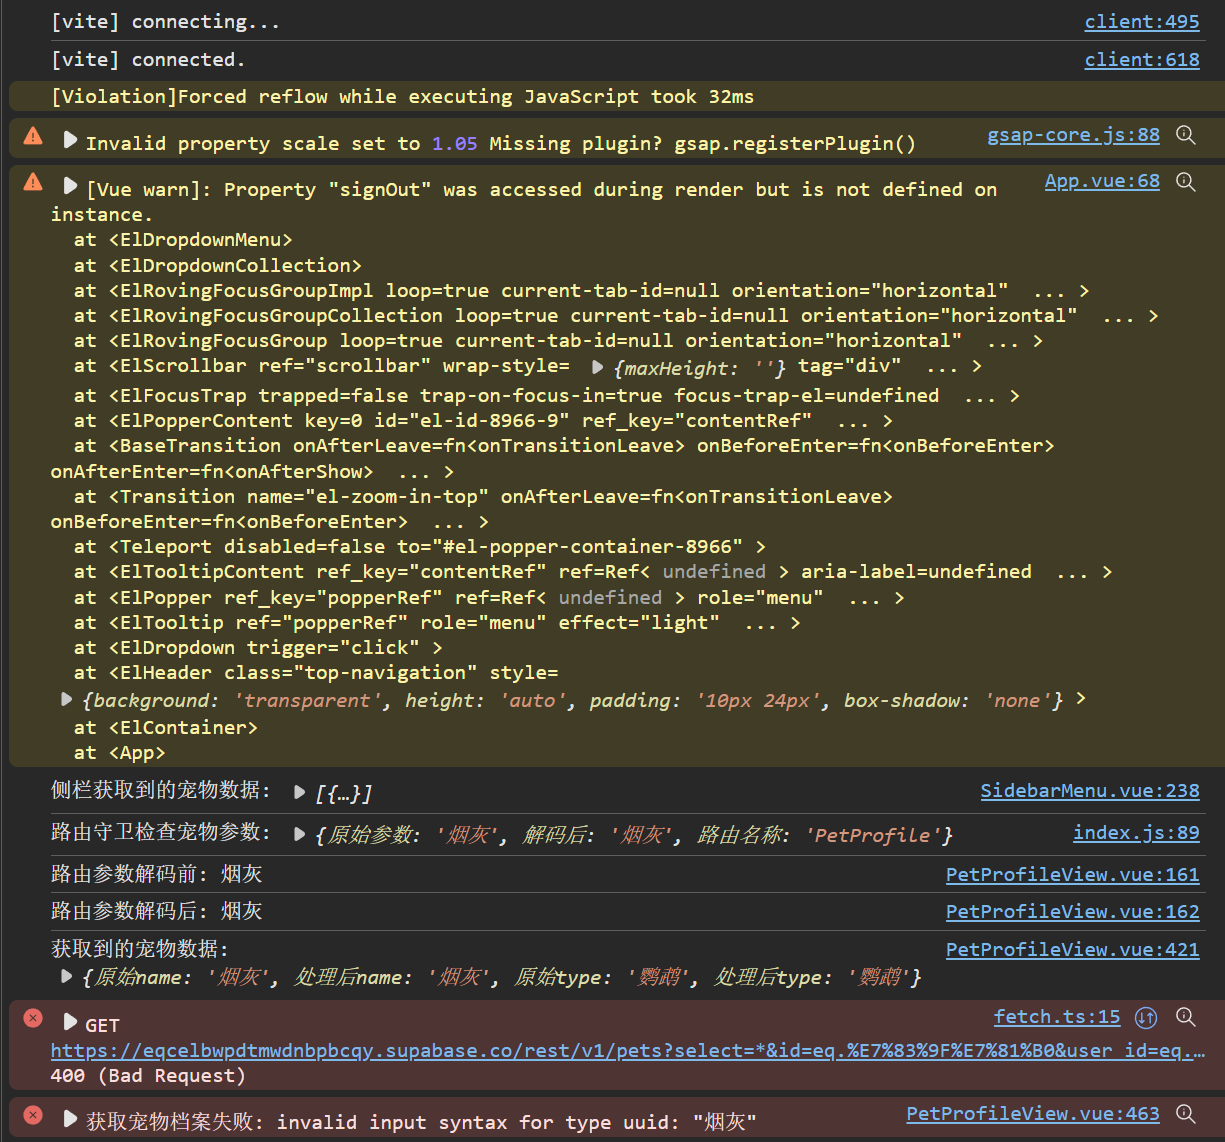 [vite] connecting... client:495
[vite] connected. client:618
[Violation]Forced reflow while executing JavaScript took 32ms
Invalid property scale set to 1.05 Missing plugin? gsap.registerPlugin() gsap-core.js:88
[Vue warn]: Property "signOut" was accessed during render but is not defined on App.vue:68
instance.
at <ElDropdownMenu>
at <ElDropdownCollection>
at <ElRovingFocusGroupImpl loop=true current-tab-id=null orientation="horizontal" ... >
at <ElRovingFocusGroupCollection loop=true current-tab-id=null orientation="horizontal" ... >
at <ElRovingFocusGroup loop=true current-tab-id=null orientation="horizontal" ... >
at <ElScrollbar ref="scrollbar" wrap-style= ▶ {maxHeight: ''} tag="div" ... >
at <ElFocusTrap trapped=false trap-on-focus-in=true focus-trap-el=undefined ... >
at <ElPopperContent key=0 id="el-id-8966-9" ref_key="contentRef" ... >
at <BaseTransition onAfterLeave=fn<onTransitionLeave> onBeforeEnter=fn<onBeforeEnter>
onAfterEnter=fn<onAfterShow> ... >
at <Transition name="el-zoom-in-top" onAfterLeave=fn<onTransitionLeave>
onBeforeEnter=fn<onBeforeEnter> ... >
at <Teleport disabled=false to="#el-popper-container-8966" >
at <ElTooltipContent ref_key="contentRef" ref=Ref< undefined > aria-label=undefined ... >
at <ElPopper ref_key="popperRef" ref=Ref< undefined > role="menu" ... >
at <ElTooltip ref="popperRef" role="menu" effect="light" ... >
at <ElDropdown trigger="click" >
at <ElHeader class="top-navigation" style=
▶ {background: 'transparent', height: 'auto', padding: '10px 24px', box-shadow: 'none'} >
at <ElContainer>
at <App>
侧栏获取到的宠物数据: ▶ [{…}] SidebarMenu.vue:238
路由守卫检查宠物参数: ▶ {原始参数: '烟灰', 解码后: '烟灰', 路由名称: 'PetProfile'} index.js:89
路由参数解码前: 烟灰 PetProfileView.vue:161
路由参数解码后: 烟灰 PetProfileView.vue:162
获取到的宠物数据: PetProfileView.vue:421
▶ {原始name: '烟灰', 处理后name: '烟灰', 原始type: '鹦鹉', 处理后type: '鹦鹉'}
GET fetch.ts:15
https://eqcelbwpdtmwdnbpbcqy.supabase.co/rest/v1/pets?select=*&id=eq.%E7%83%9F%E7%81%B0&user_id=eq.…
400 (Bad Request)
获取宠物档案失败: invalid input syntax for type uuid: "烟灰" PetProfileView.vue:463